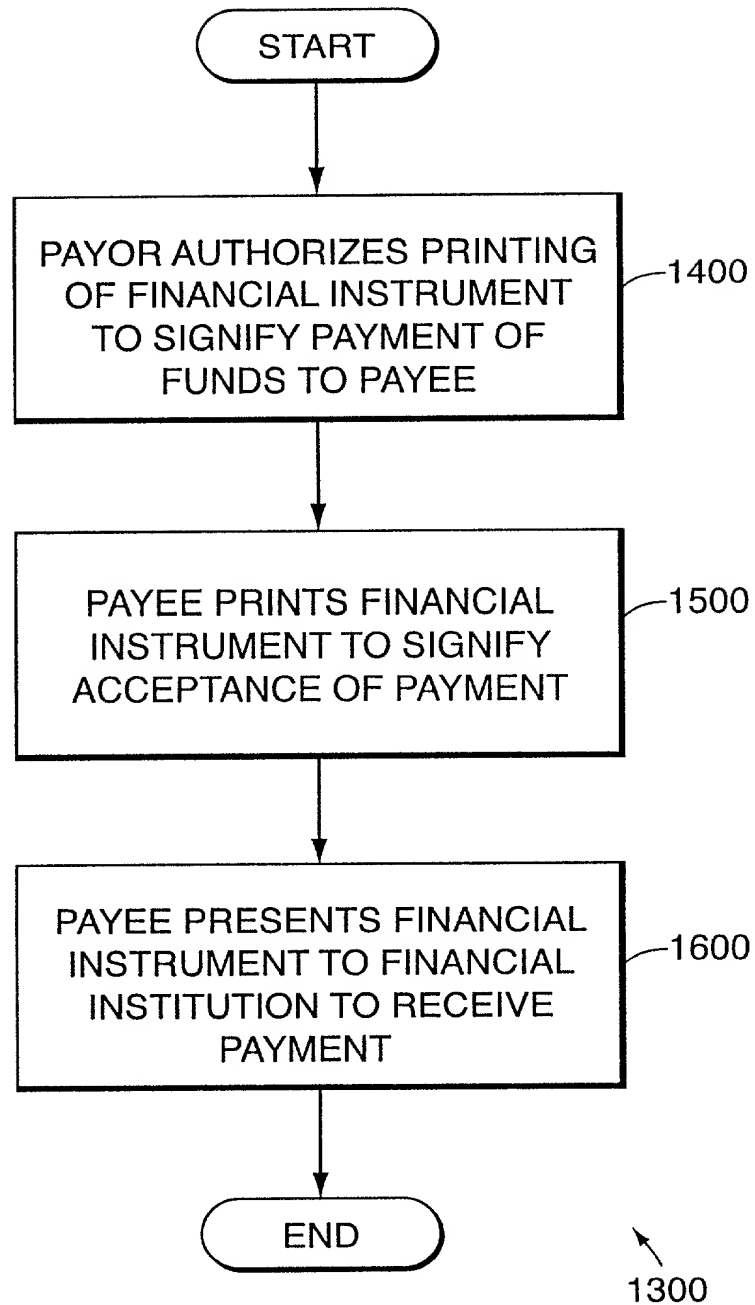 START
PAYOR AUTHORIZES PRINTING
OF FINANCIAL INSTRUMENT
TO SIGNIFY PAYMENT OF
FUNDS TO PAYEE
1400
PAYEE PRINTS FINANCIAL
INSTRUMENT TO SIGNIFY
ACCEPTANCE OF PAYMENT
1500
PAYEE PRESENTS FINANCIAL
INSTRUMENT TO FINANCIAL
INSTITUTION TO RECEIVE
PAYMENT
1600
END
1300